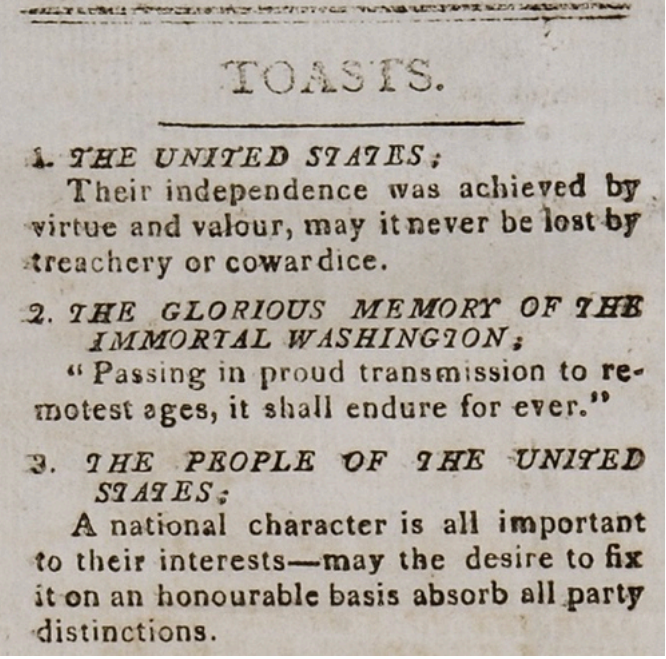 TOASTS.
1. THE UNITED STATES;
Their independence was achieved by
virtue and valour, may it never be lost by
treachery or cowardice.
2. THE GLORIOUS MEMORY OF THE
IMMORTAL WASHINGTON;
“Passing in proud transmission to re-
motest ages, it shall endure for ever.”
3. THE PEOPLE OF THE UNITED
STATES;
A national character is all important
to their interests—may the desire to fix
it on an honourable basis absorb all party
distinctions.